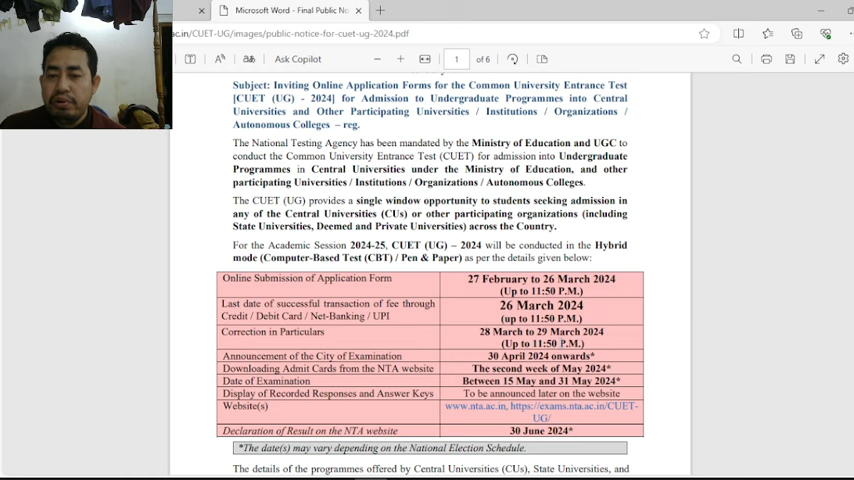 Microsoft Word - Final Public No
ac.in/CUET-UG/images/public-notice-for-cuet-ug-2024.pdf
Ask Copilot
1 of 6
Subject: Inviting Online Application Forms for the Common University Entrance Test
[CUET (UG) - 2024] for Admission to Undergraduate Programmes into Central
Universities and Other Participating Universities / Institutions / Organizations /
Autonomous Colleges – reg.
The National Testing Agency has been mandated by the Ministry of Education and UGC to
conduct the Common University Entrance Test (CUET) for admission into Undergraduate
Programmes in Central Universities under the Ministry of Education, and other
participating Universities / Institutions / Organizations / Autonomous Colleges.
The CUET (UG) provides a single window opportunity to students seeking admission in
any of the Central Universities (CUs) or other participating organizations (including
State Universities, Deemed and Private Universities) across the Country.
For the Academic Session 2024-25, CUET (UG) – 2024 will be conducted in the Hybrid
mode (Computer-Based Test (CBT) / Pen & Paper) as per the details given below:
Online Submission of Application Form 27 February to 26 March 2024
(Up to 11:50 P.M.)
Last date of successful transaction of fee through 26 March 2024
Credit / Debit Card / Net-Banking / UPI (up to 11:50 P.M.)
Correction in Particulars 28 March to 29 March 2024
(Up to 11:50 P.M.)
Announcement of the City of Examination 30 April 2024 onwards*
Downloading Admit Cards from the NTA website The second week of May 2024*
Date of Examination Between 15 May and 31 May 2024*
Display of Recorded Responses and Answer Keys To be announced later on the website
Website(s) www.nta.ac.in, https://exams.nta.ac.in/CUET-
UG/
Declaration of Result on the NTA website 30 June 2024*
*The date(s) may vary depending on the National Election Schedule.
The details of the programmes offered by Central Universities (CUs), State Universities, and